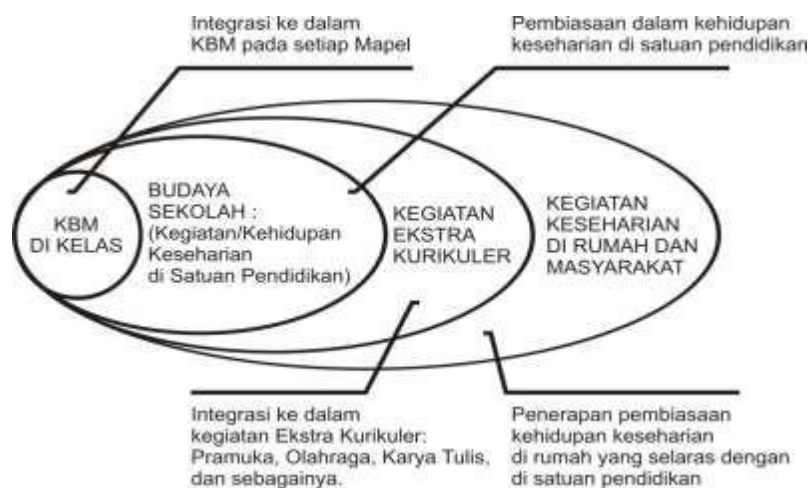 Integrasi ke dalam
KBM pada setiap Mapel
Pembiasaan dalam kehidupan
keseharian di satuan pendidikan
KBM
DI KELAS
BUDAYA
SEKOLAH :
(Kegiatan/Kehidupan
Keseharian
di Satuan Pendidikan)
KEGIATAN
EKSTRA
KURIKULER
KEGIATAN
KESEHARIAN
DI RUMAH DAN
MASYARAKAT
Integrasi ke dalam
kegiatan Ekstra Kurikuler:
Pramuka, Olahraga, Karya Tulis,
dan sebagainya.
Penerapan pembiasaan
kehidupan keseharian
di rumah yang selaras dengan
di satuan pendidikan